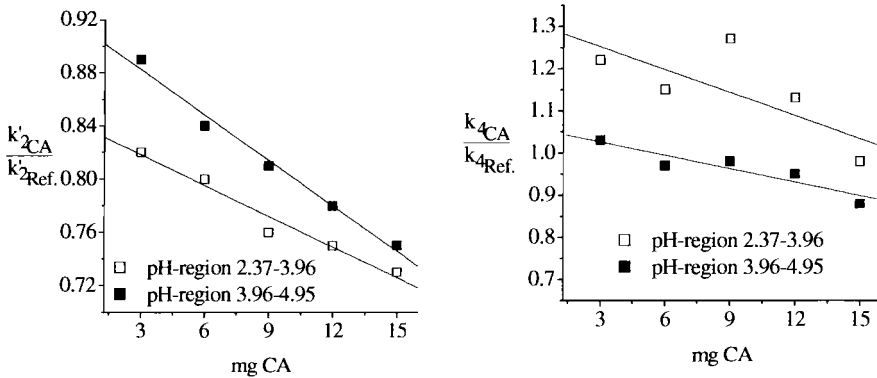 0.92
0.88
0.84
0.80
0.76
0.72
k'2CA
k'2Ref.
pH-region 2.37-3.96
pH-region 3.96-4.95
3 6 9 12 15
mg CA
1.3
1.2
1.1
1.0
0.9
0.8
0.7
k4CA
k4Ref.
pH-region 2.37-3.96
pH-region 3.96-4.95
3 6 9 12 15
mg CA